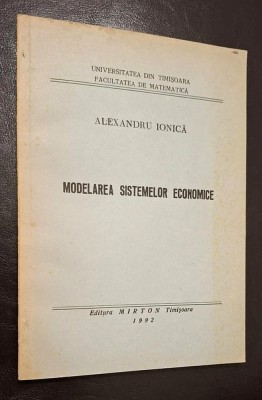 UNIVERSITATEA DIN TIMIȘOARA
FACULTATEA DE MATEMATICĂ
ALEXANDRU IONICĂ
MODELAREA SISTEMELOR ECONOMICE
Editura MIRTON Timișoara
1992